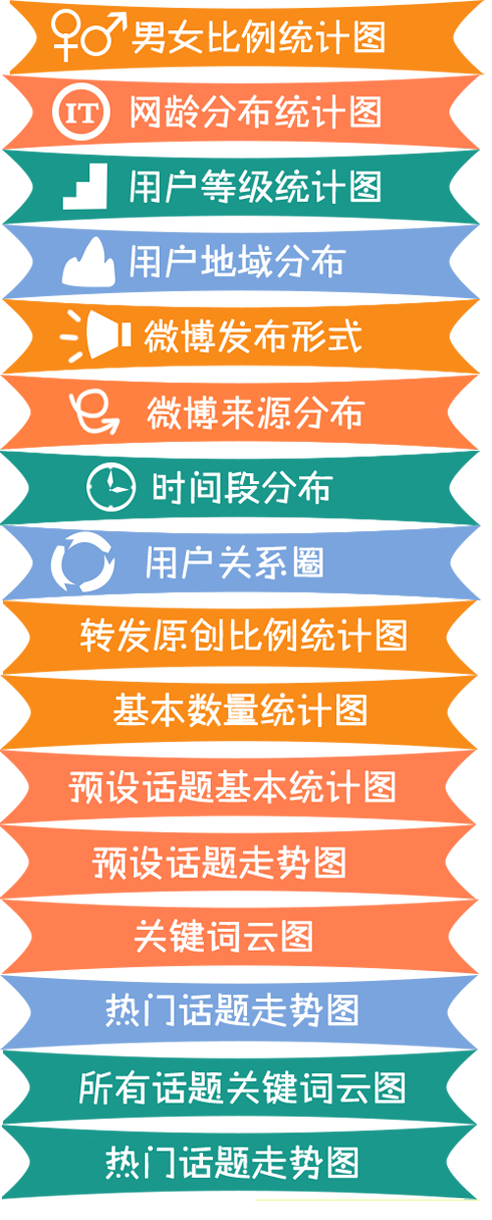 男女比例统计图
IT 网龄分布统计图
用户等级统计图
用户地域分布
微博发布形式
微博来源分布
时间段分布
用户关系圈
转发原创比例统计图
基本数量统计图
预设话题基本统计图
预设话题走势图
关键词云图
热门话题走势图
所有话题关键词云图
热门话题走势图